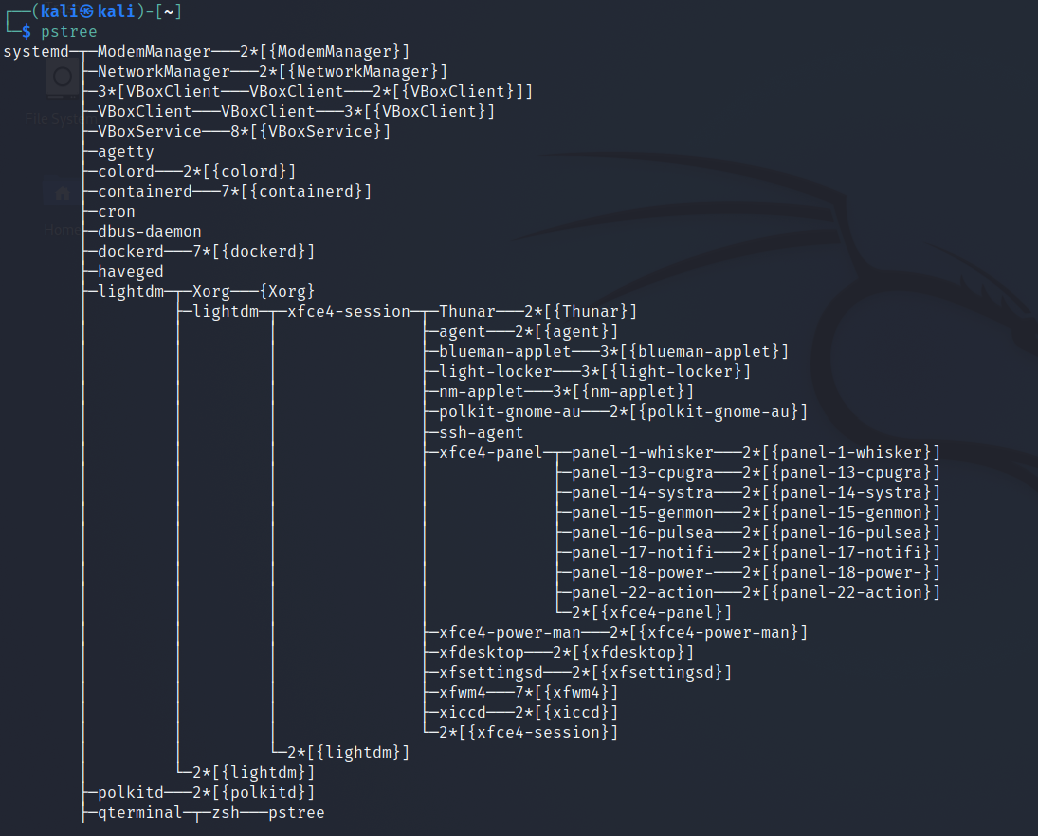 ┌──(kali㉿kali)-[~]
└─$ pstree
systemd─┬─ModemManager───2*[{ModemManager}]
        ├─NetworkManager───2*[{NetworkManager}]
        ├─3*[VBoxClient───VBoxClient───2*[{VBoxClient}]]
        ├─VBoxClient───VBoxClient───3*[{VBoxClient}]
        ├─VBoxService───8*[{VBoxService}]
        ├─agetty
        ├─colord───2*[{colord}]
        ├─containerd───7*[{containerd}]
        ├─cron
        ├─dbus-daemon
        ├─dockerd───7*[{dockerd}]
        ├─haveged
        ├─lightdm─┬─Xorg───{Xorg}
        │         ├─lightdm─┬─xfce4-session─┬─Thunar───2*[{Thunar}]
        │         │         │               ├─agent───2*[{agent}]
        │         │         │               ├─blueman-applet───3*[{blueman-applet}]
        │         │         │               ├─light-locker───3*[{light-locker}]
        │         │         │               ├─nm-applet───3*[{nm-applet}]
        │         │         │               ├─polkit-gnome-au───2*[{polkit-gnome-au}]
        │         │         │               ├─ssh-agent
        │         │         │               ├─xfce4-panel─┬─panel-1-whisker───2*[{panel-1-whisker}]
        │         │         │               │             ├─panel-13-cpugra───2*[{panel-13-cpugra}]
        │         │         │               │             ├─panel-14-systra───2*[{panel-14-systra}]
        │         │         │               │             ├─panel-15-genmon───2*[{panel-15-genmon}]
        │         │         │               │             ├─panel-16-pulsea───2*[{panel-16-pulsea}]
        │         │         │               │             ├─panel-17-notifi───2*[{panel-17-notifi}]
        │         │         │               │             ├─panel-18-power-───2*[{panel-18-power-}]
        │         │         │               │             ├─panel-22-action───2*[{panel-22-action}]
        │         │         │               │             └─2*[{xfce4-panel}]
        │         │         │               ├─xfce4-power-man───2*[{xfce4-power-man}]
        │         │         │               ├─xfdesktop───2*[{xfdesktop}]
        │         │         │               ├─xfsettingsd───2*[{xfsettingsd}]
        │         │         │               ├─xfwm4───7*[{xfwm4}]
        │         │         │               ├─xiccd───2*[{xiccd}]
        │         │         │               └─2*[{xfce4-session}]
        │         │         └─2*[{lightdm}]
        │         └─2*[{lightdm}]
        ├─polkitd───2*[{polkitd}]
        ├─qterminal─┬─zsh───pstree
File System
Home